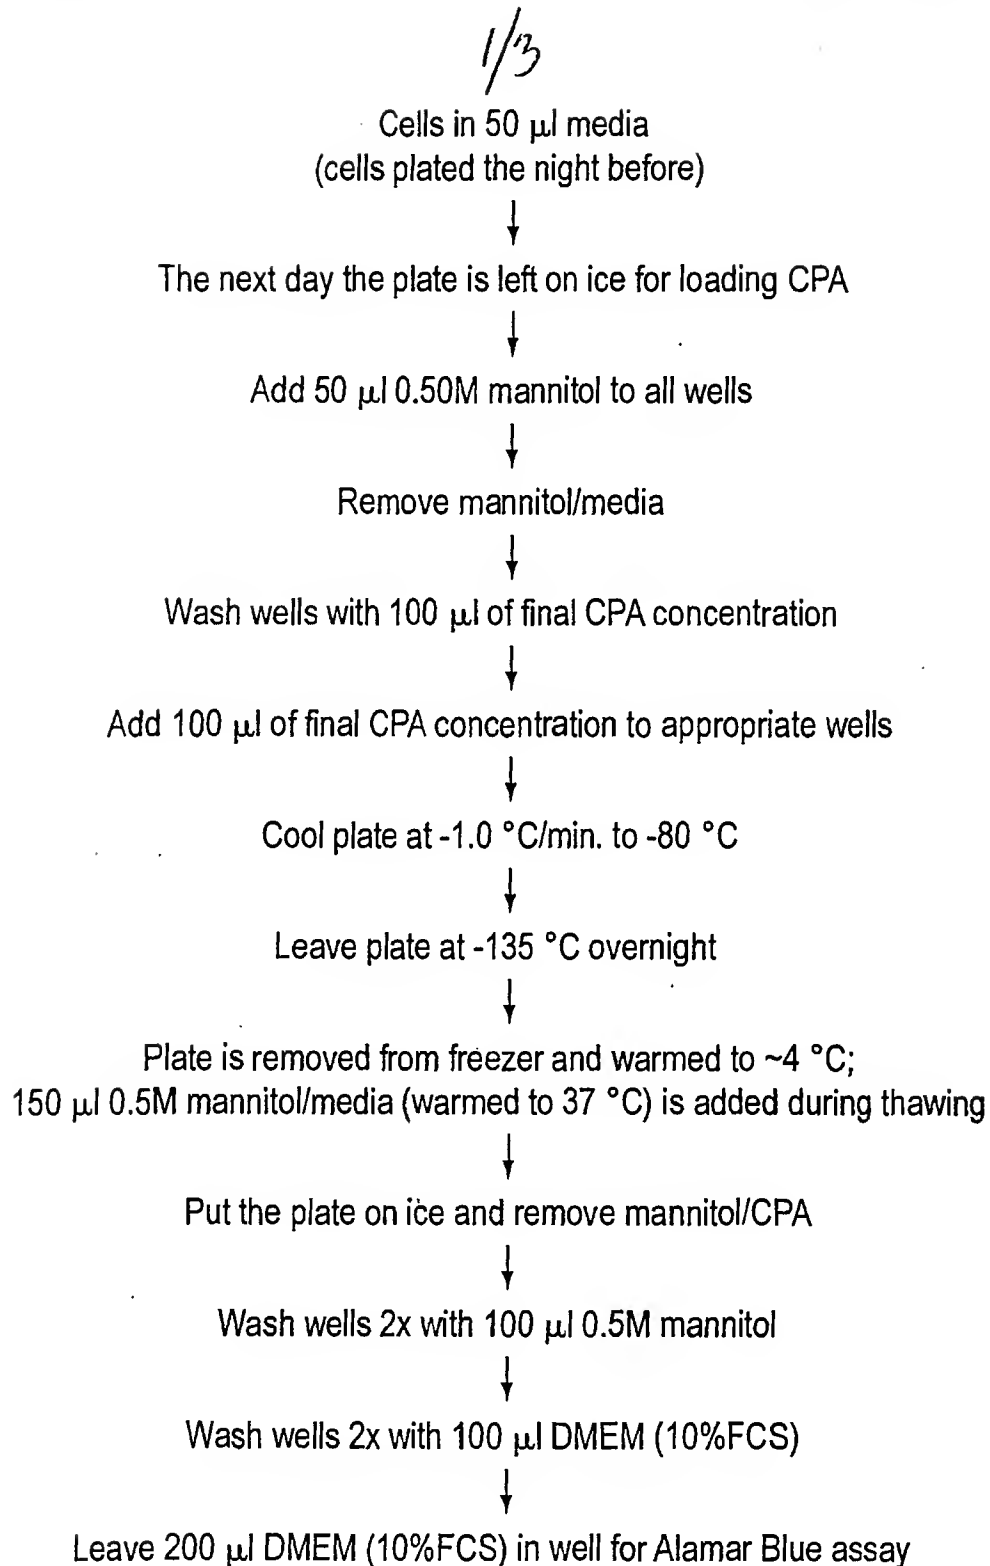 1/3
Cells in 50 μl media
(cells plated the night before)
The next day the plate is left on ice for loading CPA
Add 50 μl 0.50M mannitol to all wells
Remove mannitol/media
Wash wells with 100 μl of final CPA concentration
Add 100 μl of final CPA concentration to appropriate wells
Cool plate at -1.0 °C/min. to -80 °C
Leave plate at -135 °C overnight
Plate is removed from freezer and warmed to ~4 °C;
150 μl 0.5M mannitol/media (warmed to 37 °C) is added during thawing
Put the plate on ice and remove mannitol/CPA
Wash wells 2x with 100 μl 0.5M mannitol
Wash wells 2x with 100 μl DMEM (10%FCS)
Leave 200 μl DMEM (10%FCS) in well for Alamar Blue assay